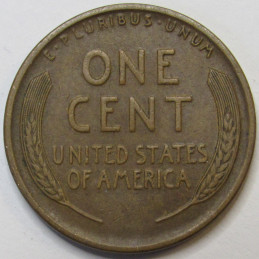 E·PLURIBUS·UNUM
ONE
CENT
UNITED STATES
OF AMERICA